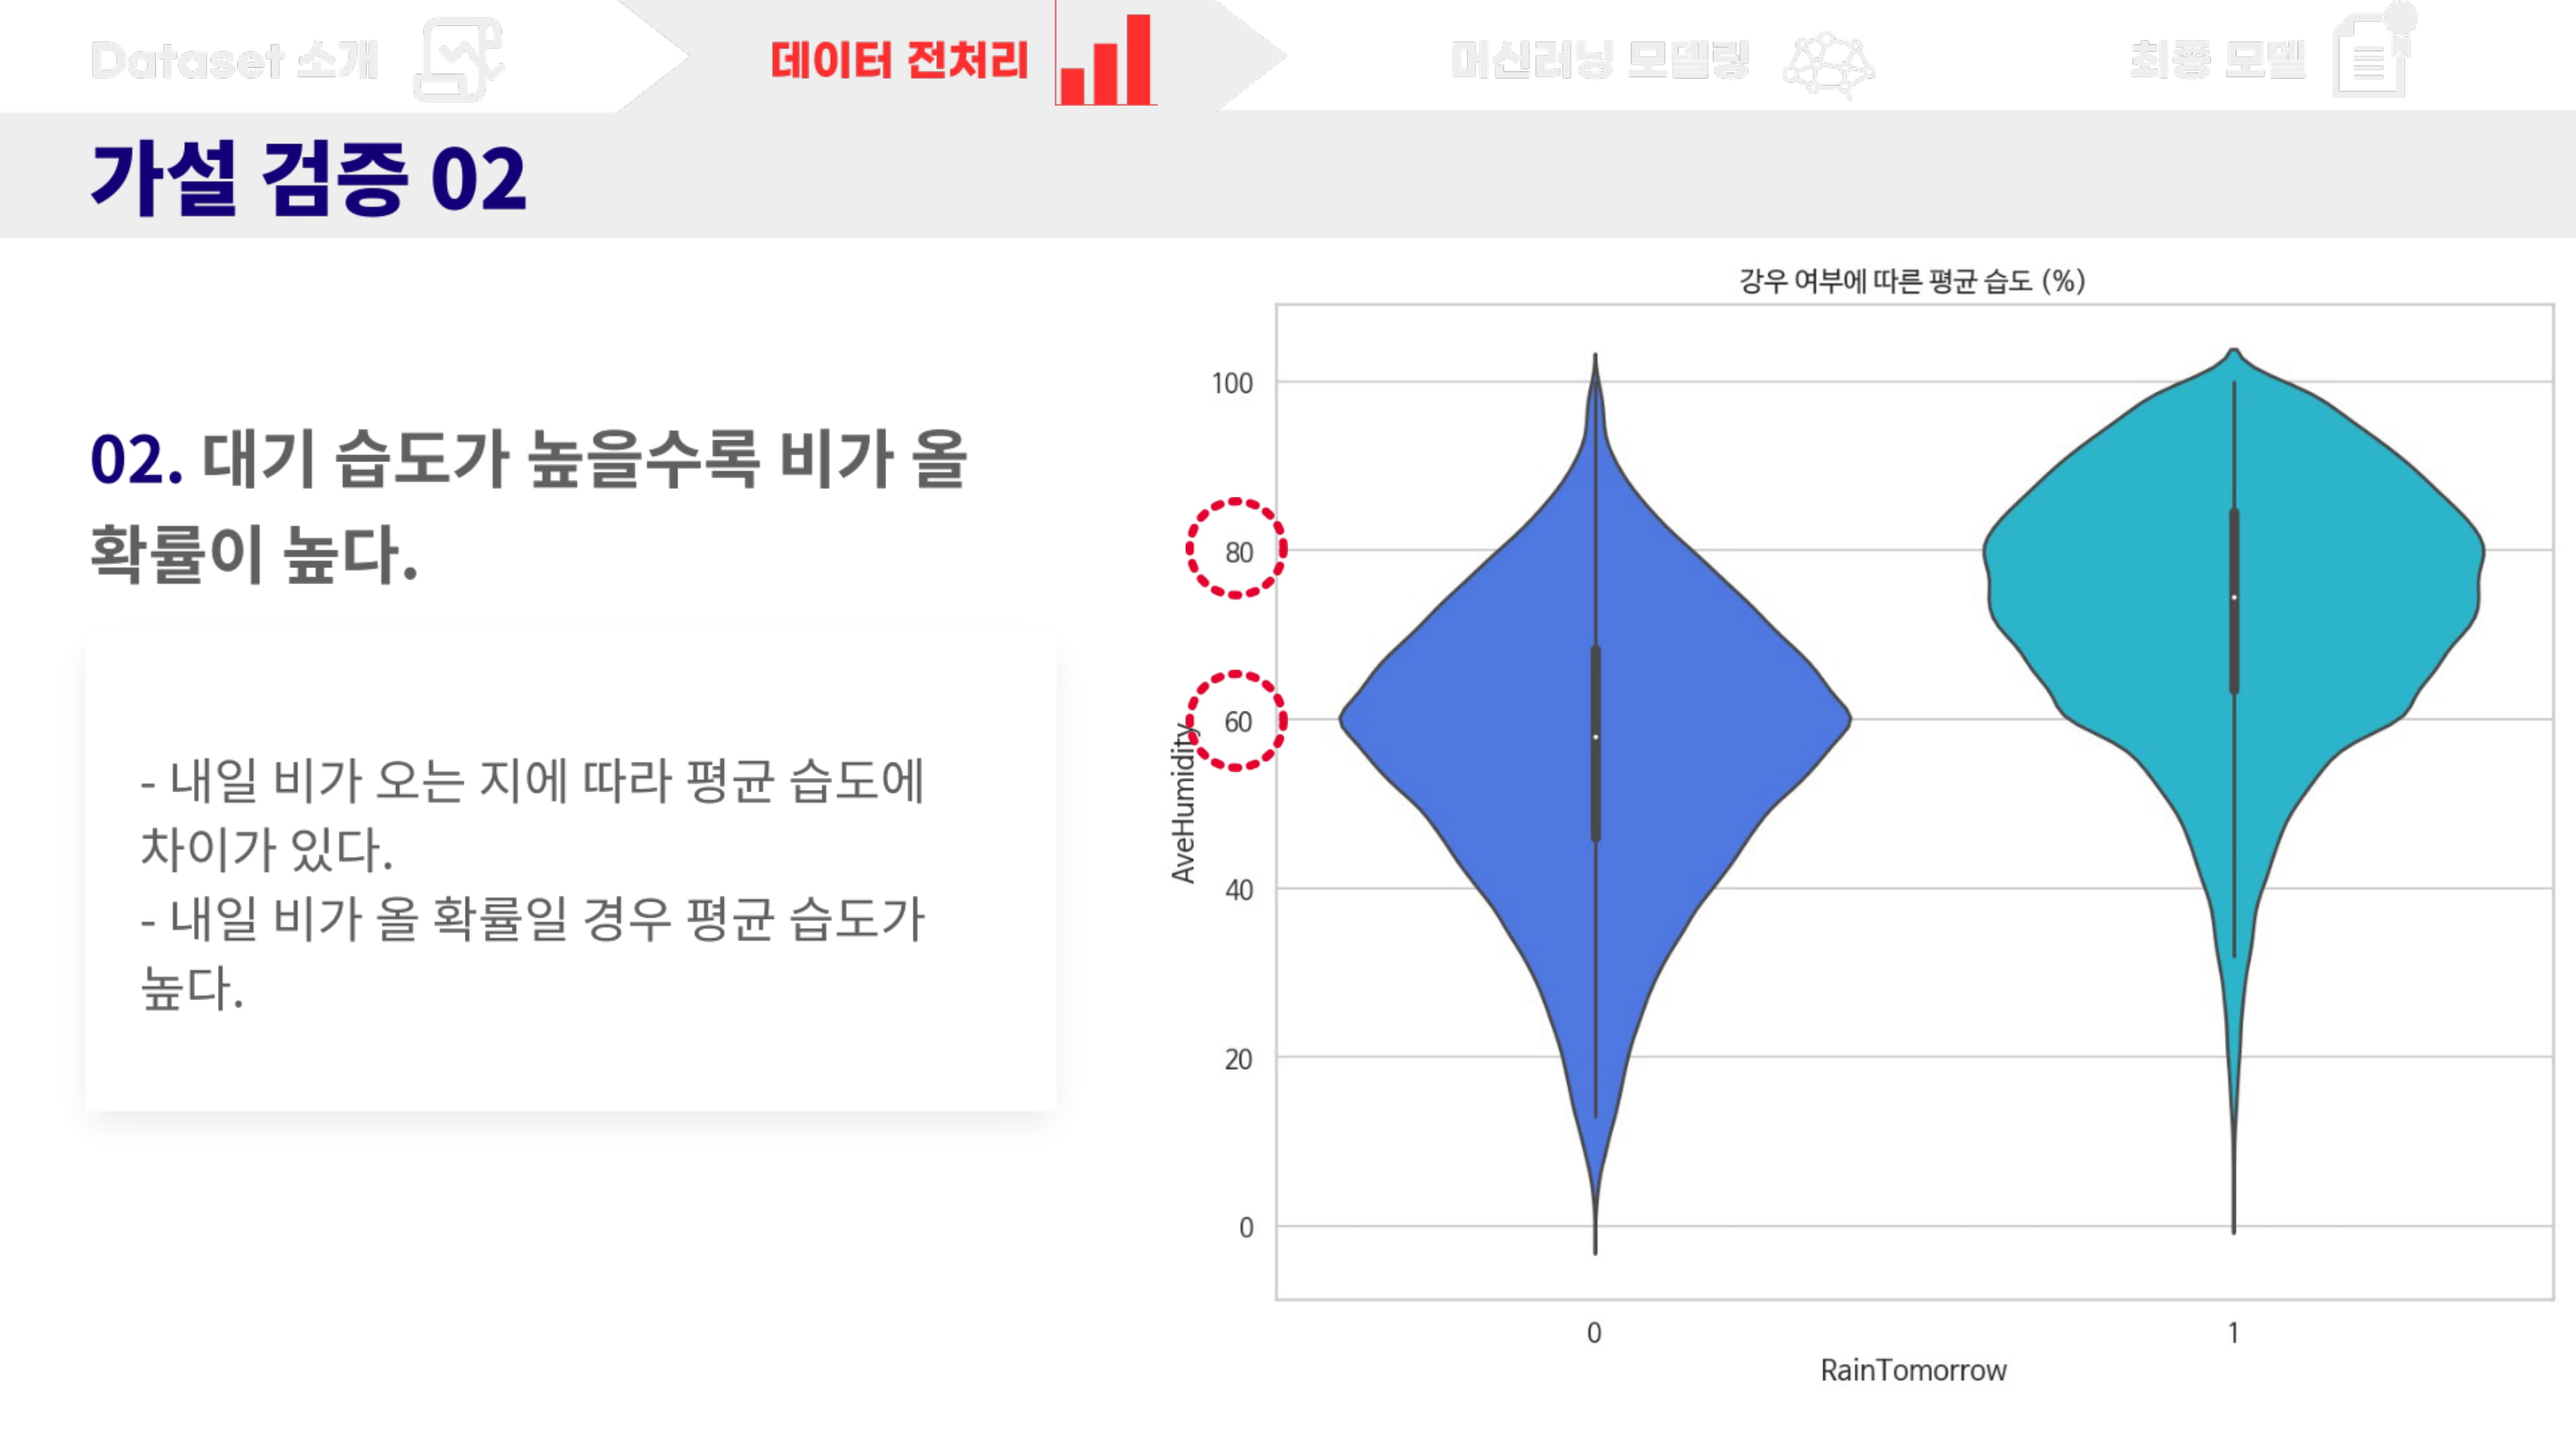 Dataset 소개
데이터 전처리
머신러닝 모델링
최종 모델
가설 검증 02
02. 대기 습도가 높을수록 비가 올
확률이 높다.
- 내일 비가 오는 지에 따라 평균 습도에
차이가 있다.
- 내일 비가 올 확률일 경우 평균 습도가
높다.
강우 여부에 따른 평균 습도 (%)
100
80
60
40
20
0
AveHumidity
0
1
RainTomorrow